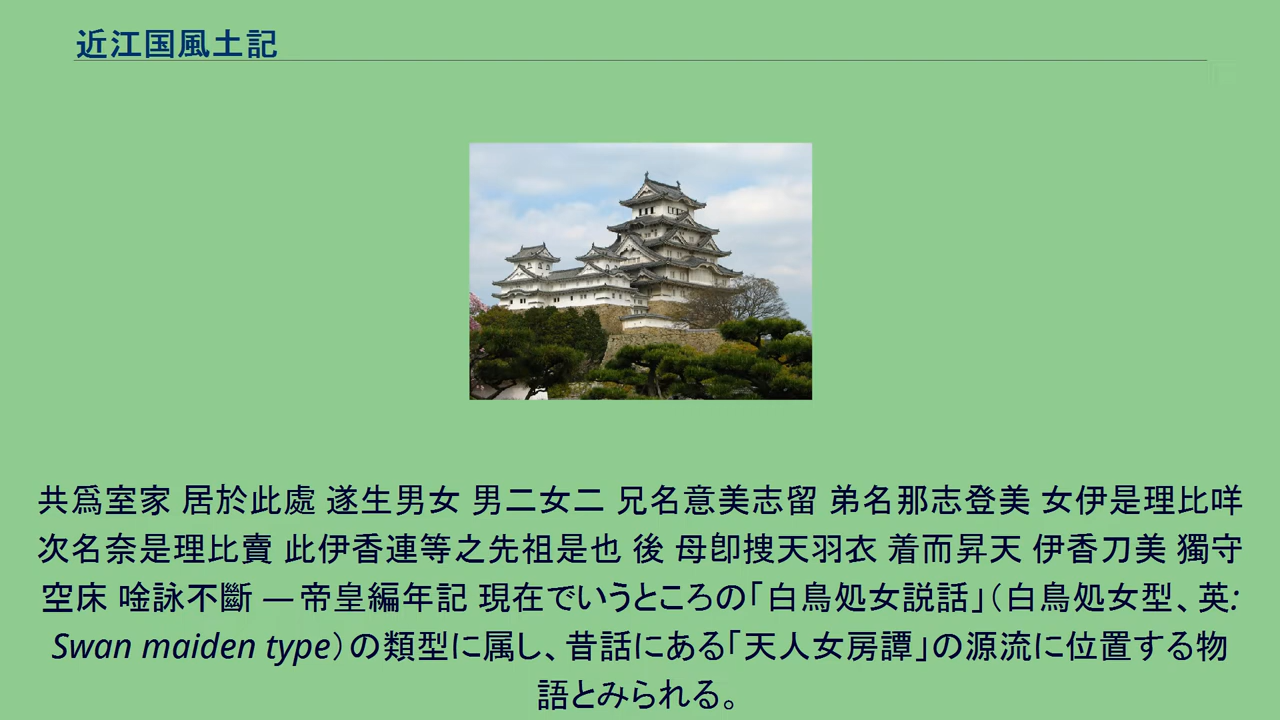 近江国風土記
共爲室家 居於此處 遂生男女 男二女二 兄名意美志留 弟名那志登美 女伊是理比咩
次名奈是理比賣 此伊香連等之先祖是也 後 母卽捜天羽衣 着而昇天 伊香刀美 獨守
空床 唫詠不斷 — 帝皇編年記 現在でいうところの「白鳥処女説話」（白鳥処女型、英:
Swan maiden type）の類型に属し、昔話にある「天人女房譚」の源流に位置する物
語とみられる。